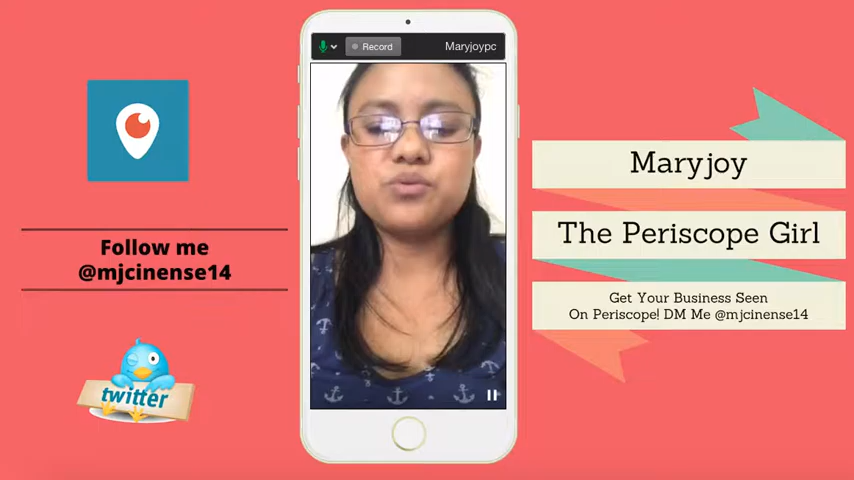 Record
Maryjoypc
Follow me
@mjcinense14
twitter
Maryjoy
The Periscope Girl
Get Your Business Seen
On Periscope! DM Me @mjcinense14